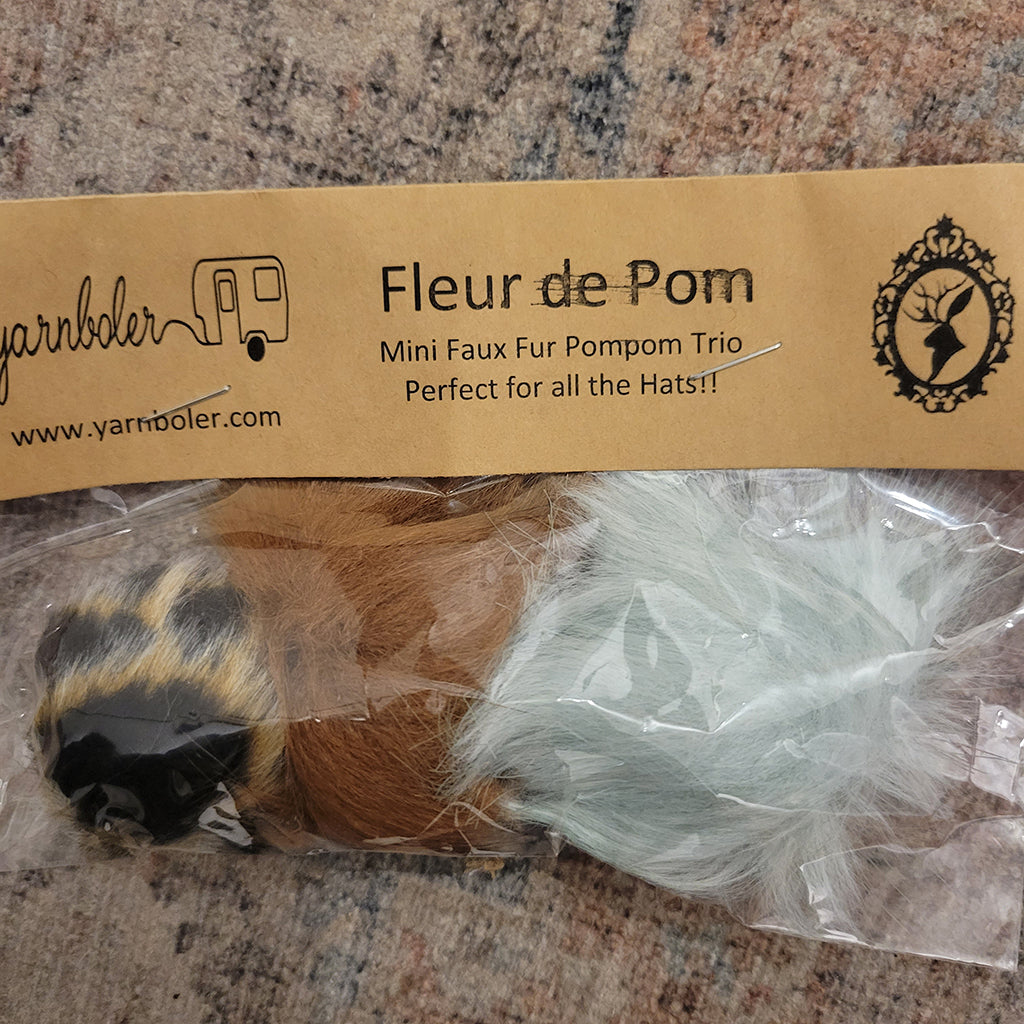 yarnboler
www.yarnboler.com
Fleur de Pom
Mini Faux Fur Pompom Trio
Perfect for all the Hats!!